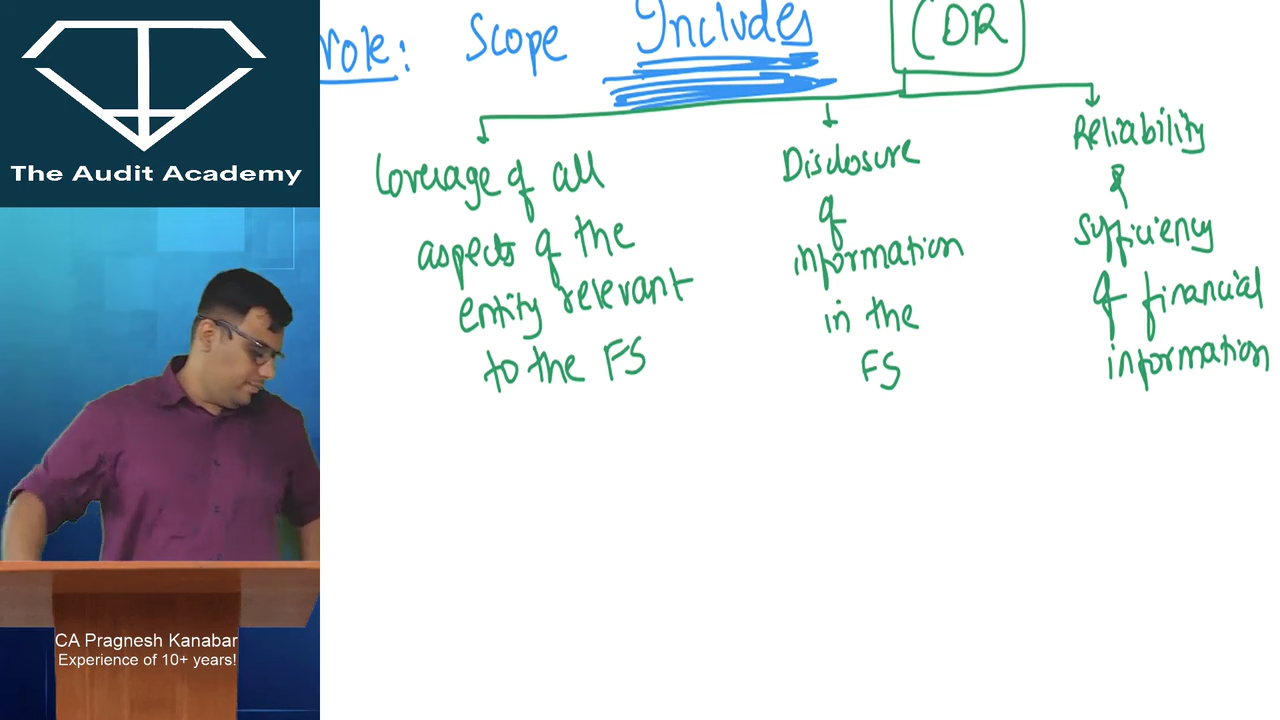 role: Scope Includes CDR
Coverage of all
aspects of the
entity relevant
to the FS
Disclosure
of
information
in the
FS
Reliability
&
Sufficiency
of financial
information
The Audit Academy
CA Pragnesh Kanabar
Experience of 10+ years!